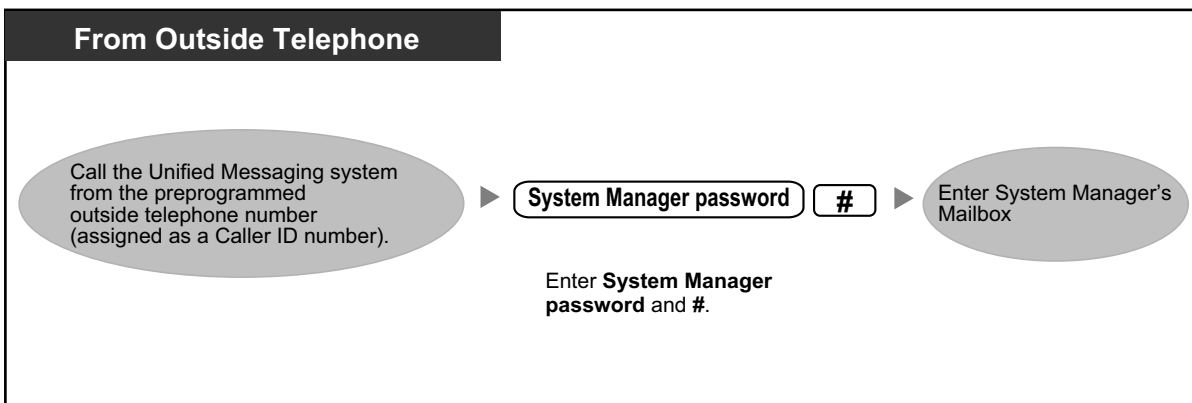 From Outside Telephone
Call the Unified Messaging system
from the preprogrammed
outside telephone number
(assigned as a Caller ID number).
System Manager password #
Enter System Manager
password and #.
Enter System Manager's
Mailbox